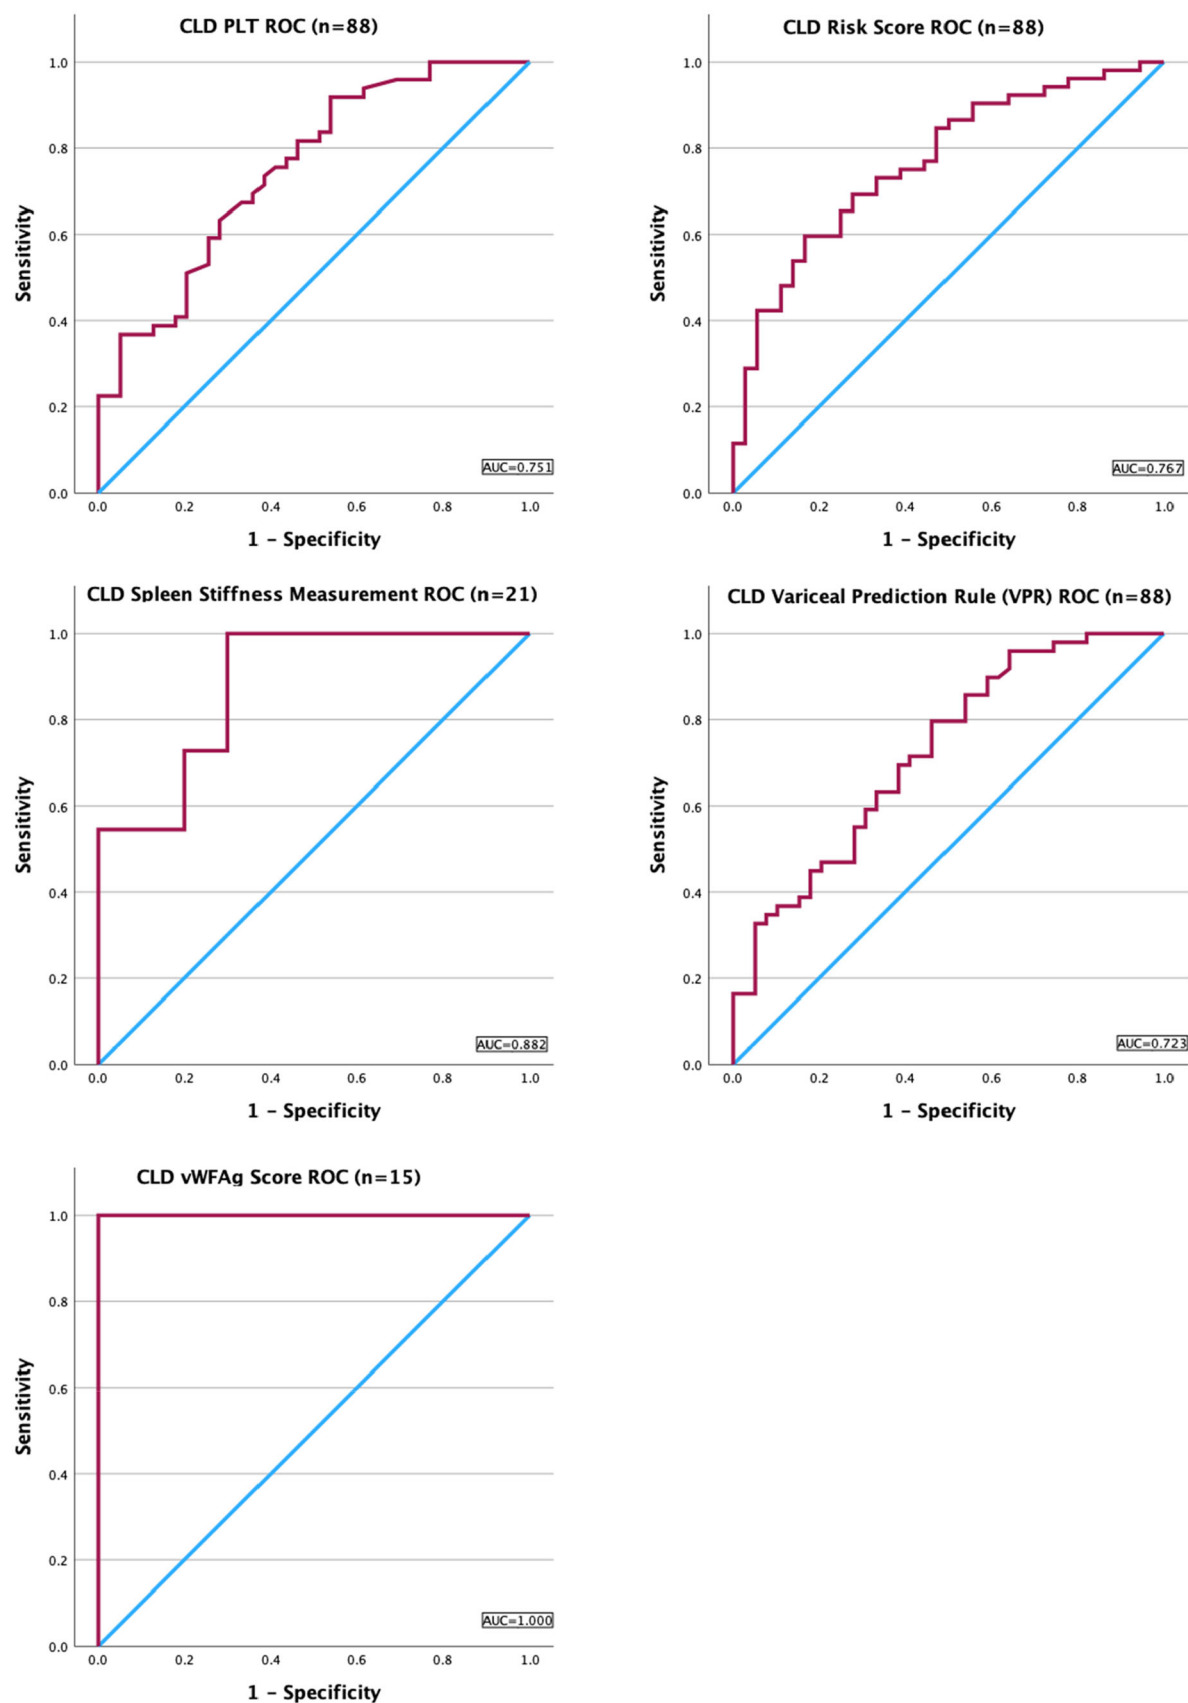 CLD PLT ROC (n=88)
1.0
0.8
0.6
0.4
0.2
0.0
Sensitivity
AUC=0.751
0.0 0.2 0.4 0.6 0.8 1.0
1 – Specificity
CLD Risk Score ROC (n=88)
1.0
0.8
0.6
0.4
0.2
0.0
Sensitivity
AUC=0.767
0.0 0.2 0.4 0.6 0.8 1.0
1 – Specificity
CLD Spleen Stiffness Measurement ROC (n=21)
1.0
0.8
0.6
0.4
0.2
0.0
Sensitivity
AUC=0.882
0.0 0.2 0.4 0.6 0.8 1.0
1 – Specificity
CLD Variceal Prediction Rule (VPR) ROC (n=88)
1.0
0.8
0.6
0.4
0.2
0.0
Sensitivity
AUC=0.723
0.0 0.2 0.4 0.6 0.8 1.0
1 – Specificity
CLD vWFAg Score ROC (n=15)
1.0
0.8
0.6
0.4
0.2
0.0
Sensitivity
AUC=1.000
0.0 0.2 0.4 0.6 0.8 1.0
1 – Specificity